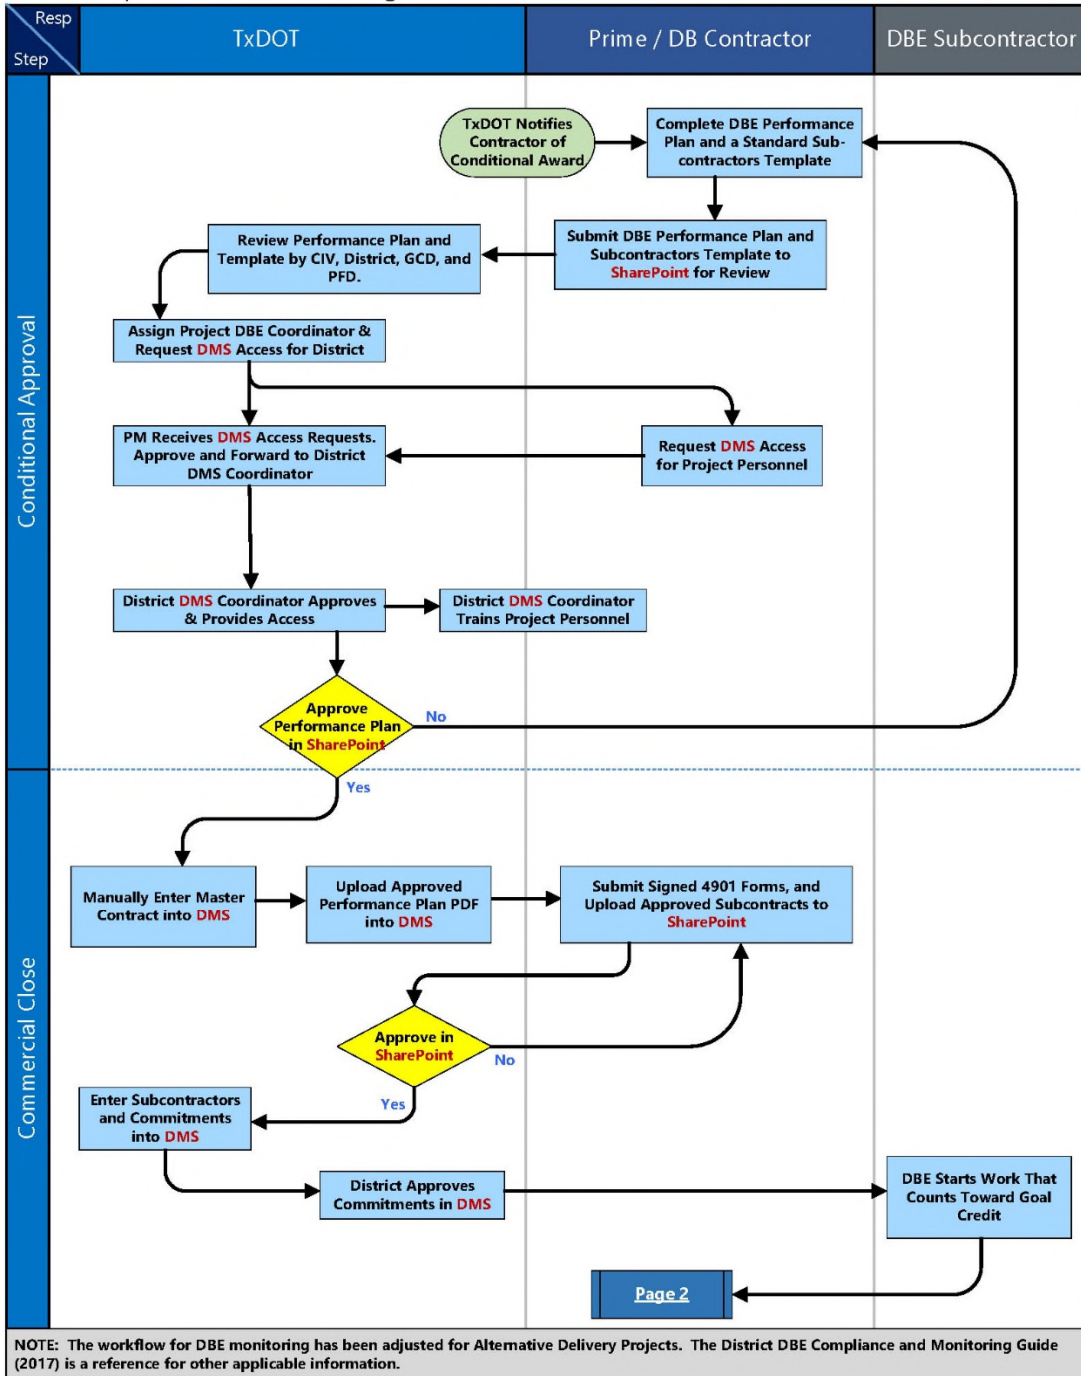 Resp
Step
TxDOT
Prime / DB Contractor
DBE Subcontractor
Conditional Approval
TxDOT Notifies
Contractor of
Conditional Award
Complete DBE Performance
Plan and a Standard Sub-
contractors Template
Submit DBE Performance Plan and
Subcontractors Template to
SharePoint for Review
Review Performance Plan and
Template by CIV, District, GCD, and
PFD.
Assign Project DBE Coordinator &
Request DMS Access for District
PM Receives DMS Access Requests.
Approve and Forward to District
DMS Coordinator
Request DMS Access
for Project Personnel
District DMS Coordinator Approves
& Provides Access
District DMS Coordinator
Trains Project Personnel
Approve
Performance Plan
in SharePoint
No
Yes
Commercial Close
Manually Enter Master
Contract into DMS
Upload Approved
Performance Plan PDF
into DMS
Submit Signed 4901 Forms, and
Upload Approved Subcontracts to
SharePoint
Approve in
SharePoint
No
Yes
Enter Subcontractors
and Commitments
into DMS
District Approves
Commitments in DMS
DBE Starts Work That
Counts Toward Goal
Credit
Page 2
NOTE: The workflow for DBE monitoring has been adjusted for Alternative Delivery Projects. The District DBE Compliance and Monitoring Guide
(2017) is a reference for other applicable information.